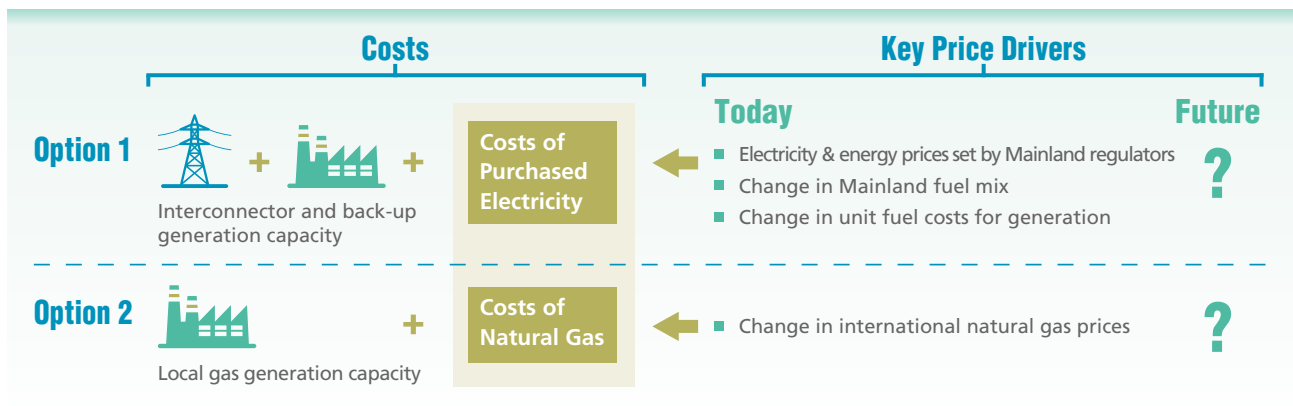 Costs
Key Price Drivers
Today
Future
Option 1
+
+
Costs of
Purchased
Electricity
Interconnector and back-up
generation capacity
■ Electricity & energy prices set by Mainland regulators
■ Change in Mainland fuel mix
■ Change in unit fuel costs for generation
?
Option 2
+
Costs of
Natural Gas
Local gas generation capacity
■ Change in international natural gas prices
?